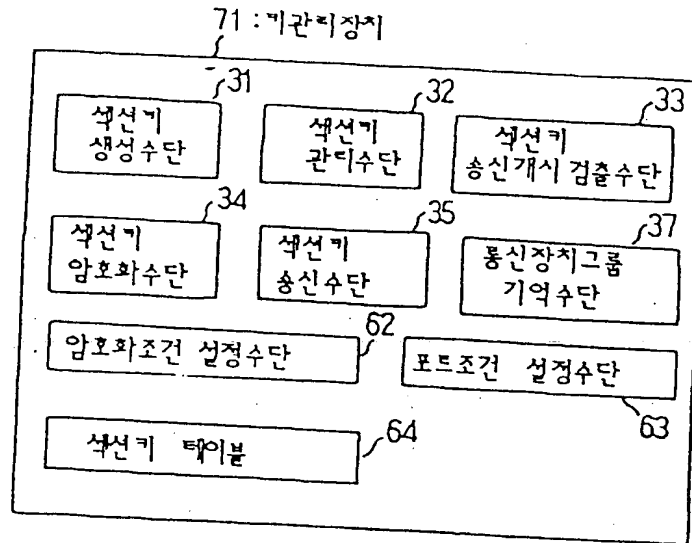 71 : 키관리장치
31
섹션키
생성수단
32
섹션키
관리수단
33
섹션키
송신개시 검출수단
34
섹션키
암호화수단
35
섹션키
송신수단
37
통신장치그룹
기억수단
암호화조건 설정수단
62
포트조건 설정수단
63
섹션키 테이블
64